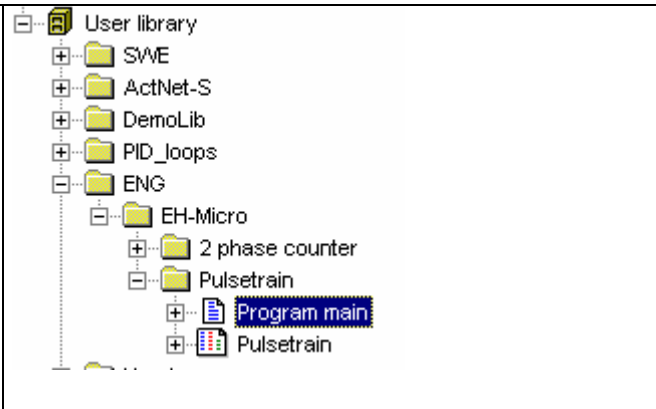 User library
SWE
ActNet-S
DemoLib
PID_loops
ENG
EH-Micro
2 phase counter
Pulsetrain
Program main
Pulsetrain